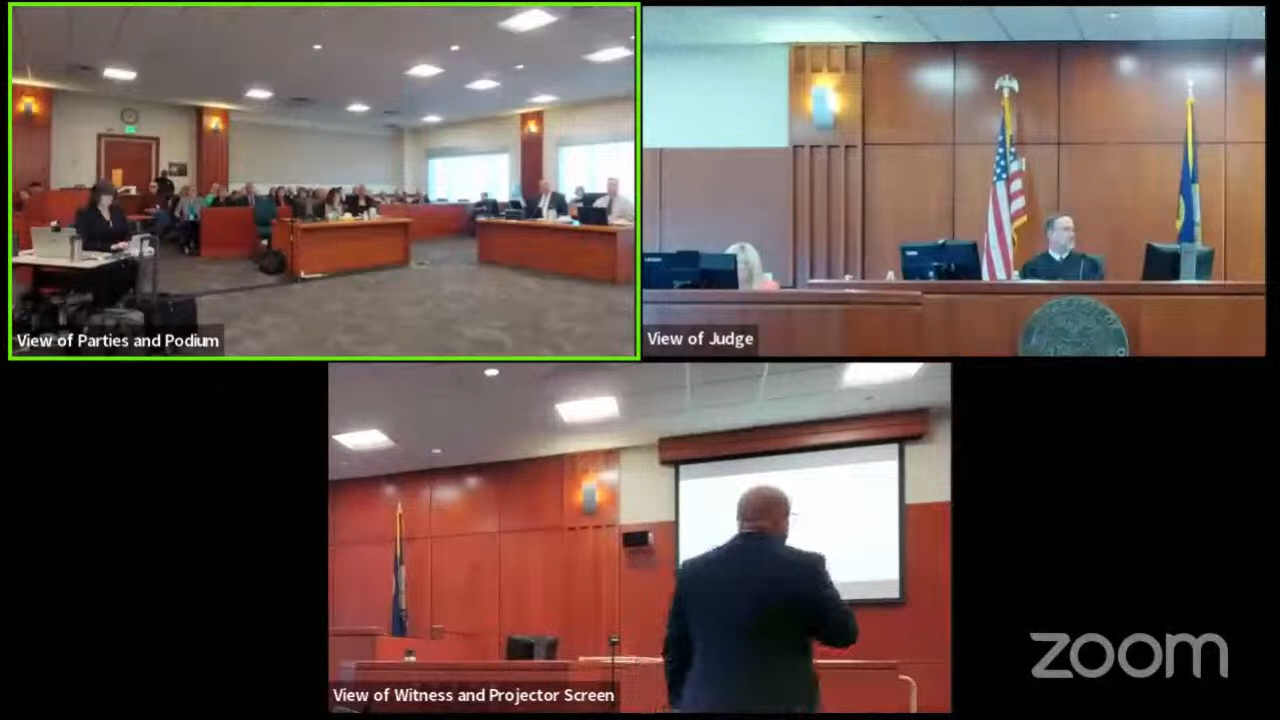 View of Parties and Podium
View of Judge
View of Witness and Projector Screen
zoom